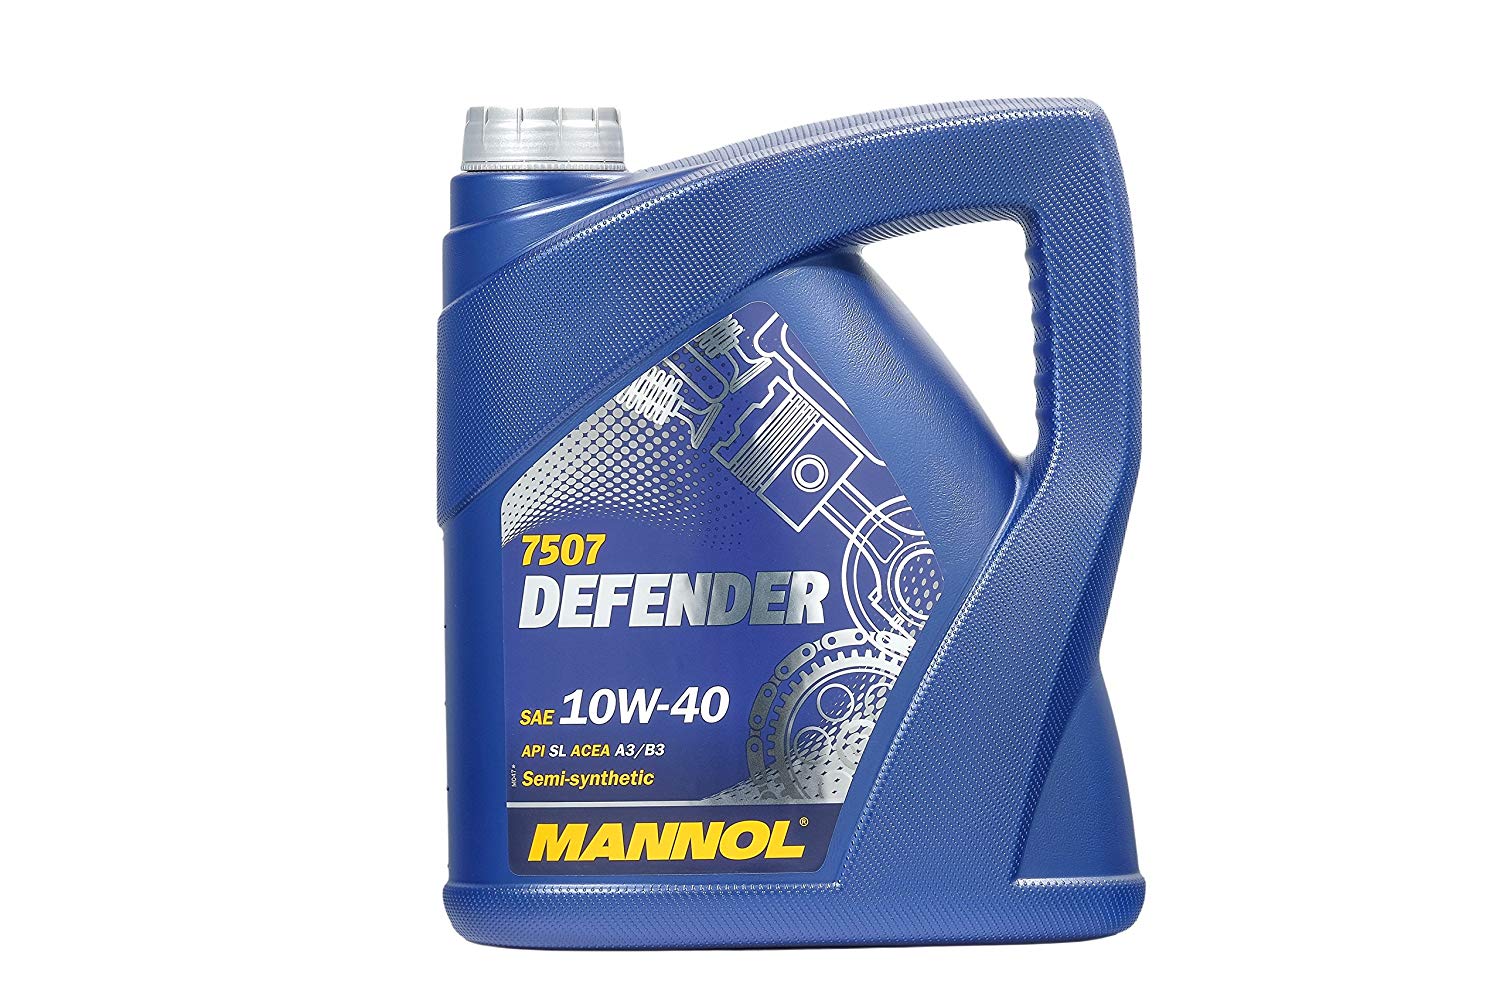 7507
DEFENDER
SAE 10W-40
API SL ACEA A3/B3
Semi-synthetic
MANNOL®